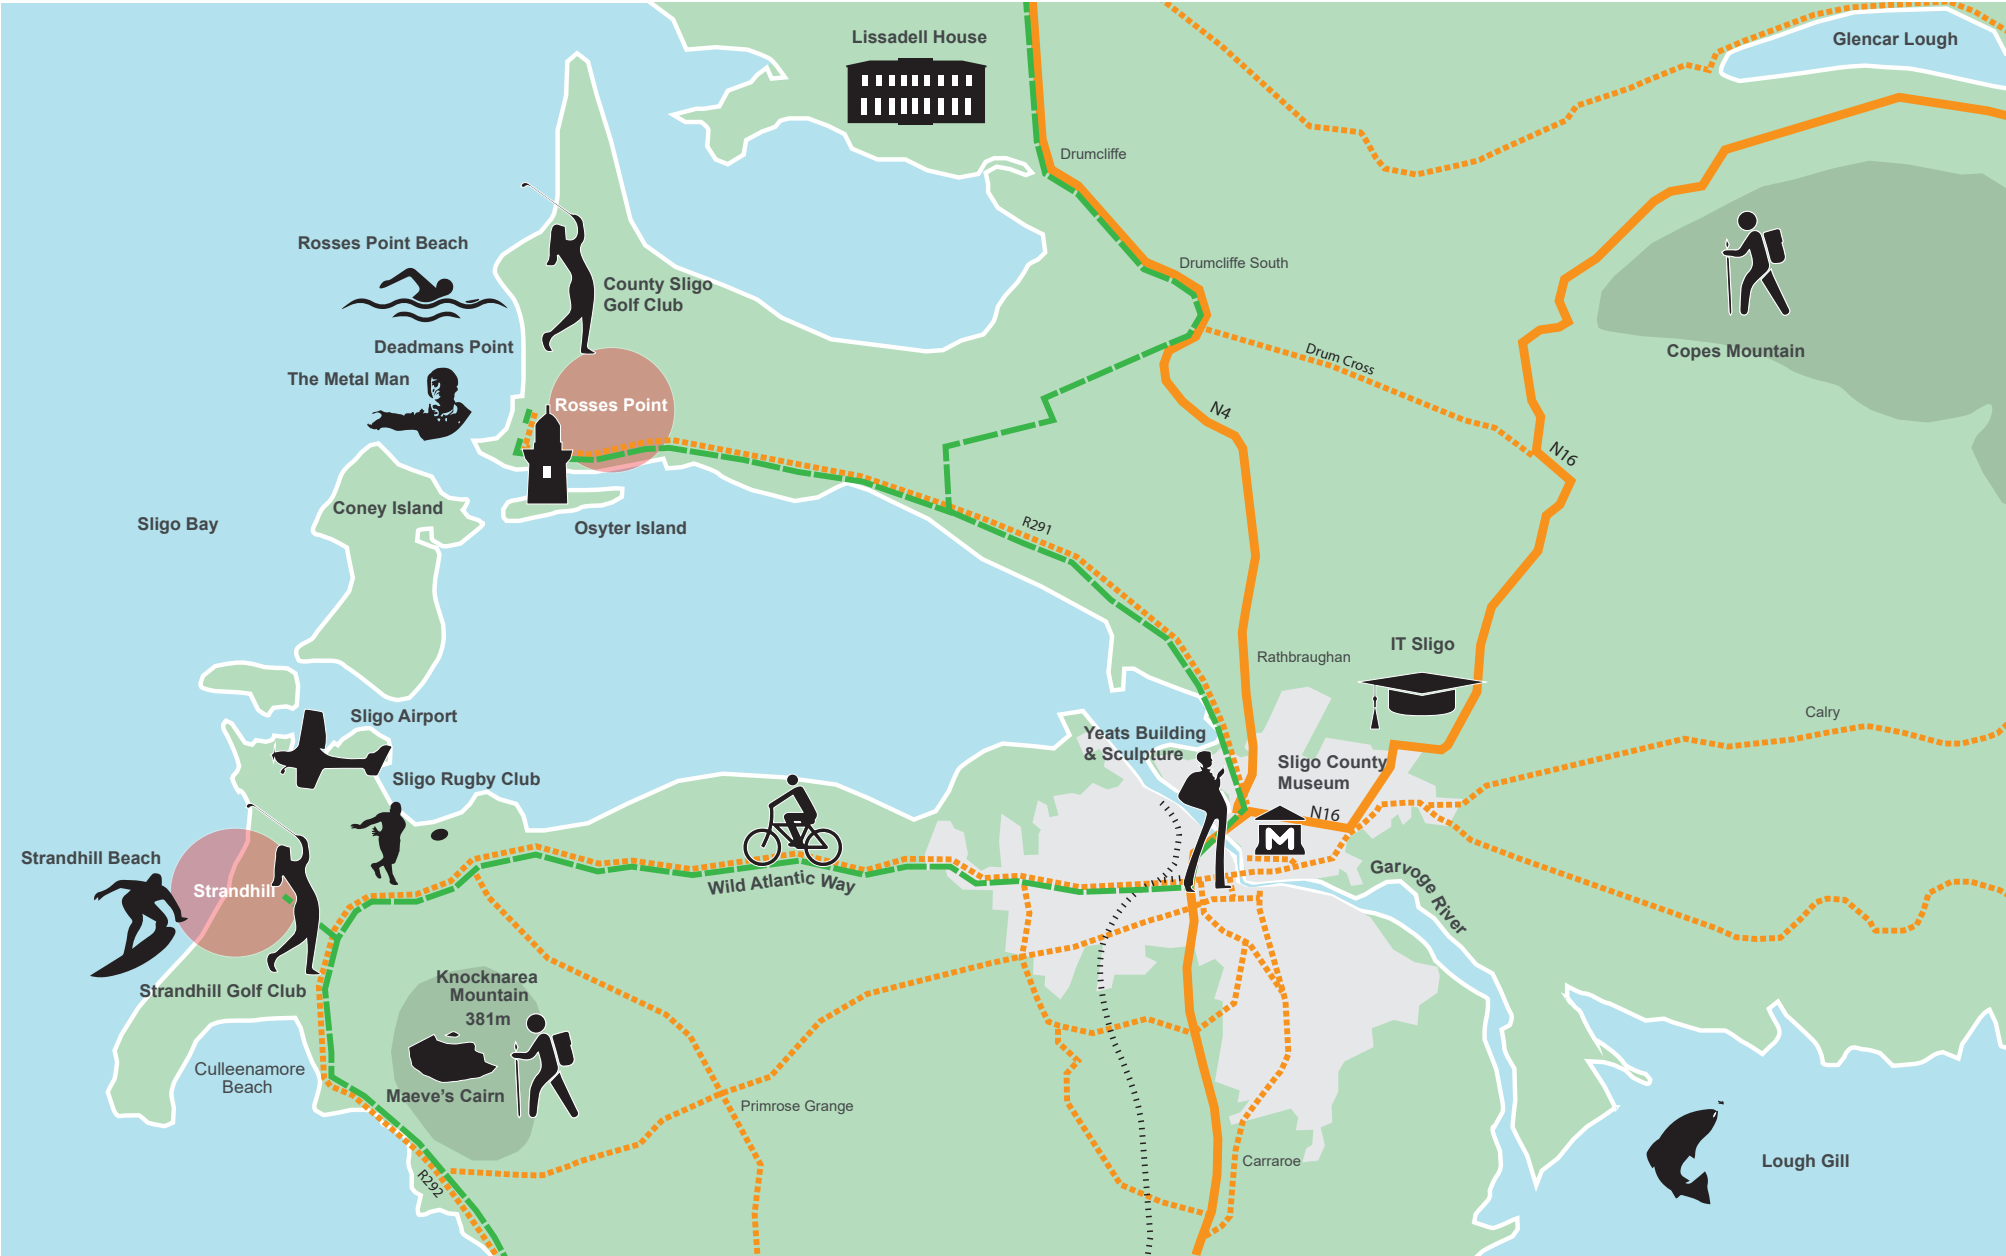 Lissadell House
Glencar Lough
Drumcliffe
Rosses Point Beach
Drumcliffe South
County Sligo
Golf Club
Deadmans Point
The Metal Man
Drum Cross
Copes Mountain
Rosses Point
N4
N16
Coney Island
Sligo Bay
Osyter Island
R291
IT Sligo
Rathbraughan
Sligo Airport
Calry
Yeats Building
& Sculpture
Sligo County
Museum
M
Sligo Rugby Club
N16
Strandhill Beach
Strandhill
Wild Atlantic Way
Garvoge River
Strandhill Golf Club
Knocknarea
Mountain
381m
Culleenamore
Beach
Maeve's Cairn
Primrose Grange
Carraroe
Lough Gill
R292